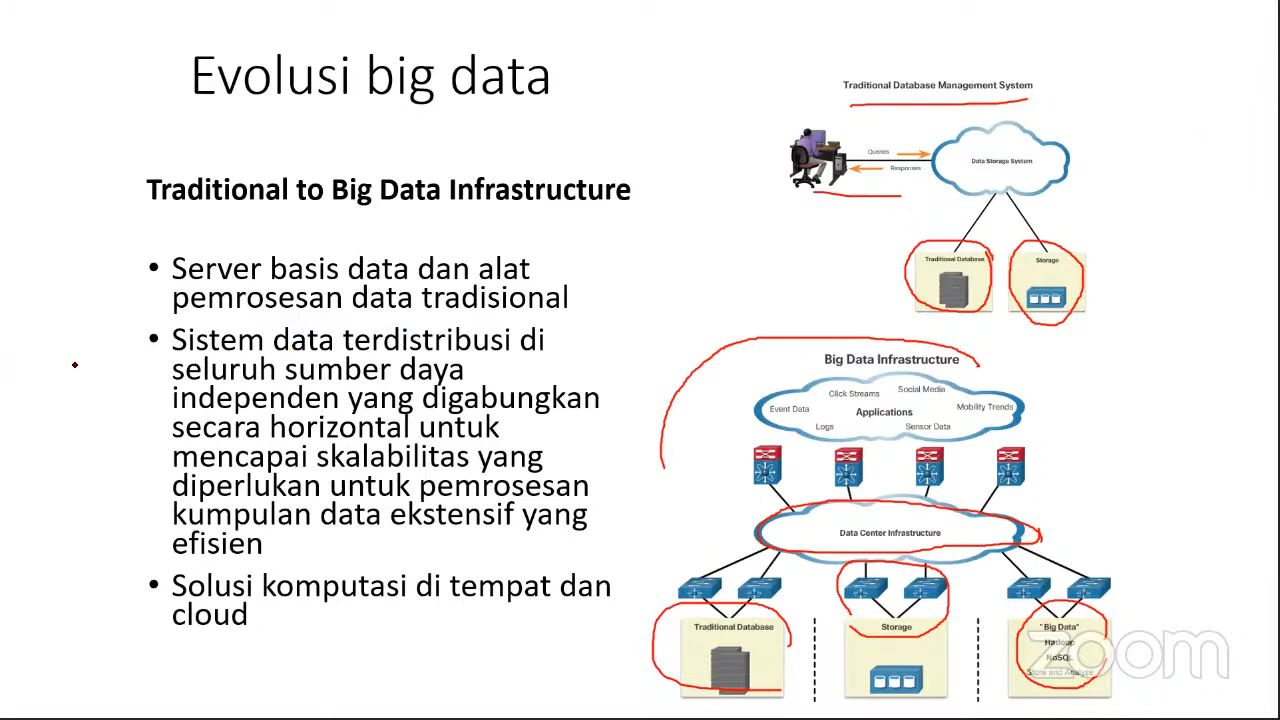 Evolusi big data
Traditional to Big Data Infrastructure
• Server basis data dan alat
pemrosesan data tradisional
• Sistem data terdistribusi di
seluruh sumber daya
independen yang digabungkan
secara horizontal untuk
mencapai skalabilitas yang
diperlukan untuk pemrosesan
kumpulan data ekstensif yang
efisien
• Solusi komputasi di tempat dan
cloud
Traditional Database Management System
Queries
Responses
Data Storage System
Traditional Database
Storage
Big Data Infrastructure
Click Streams
Social Media
Event Data
Applications
Mobility Trends
Logs
Sensor Data
Data Center Infrastructure
Traditional Database
Storage
"Big Data"
Hadoop
NoSQL
Store and Analyze
zoom